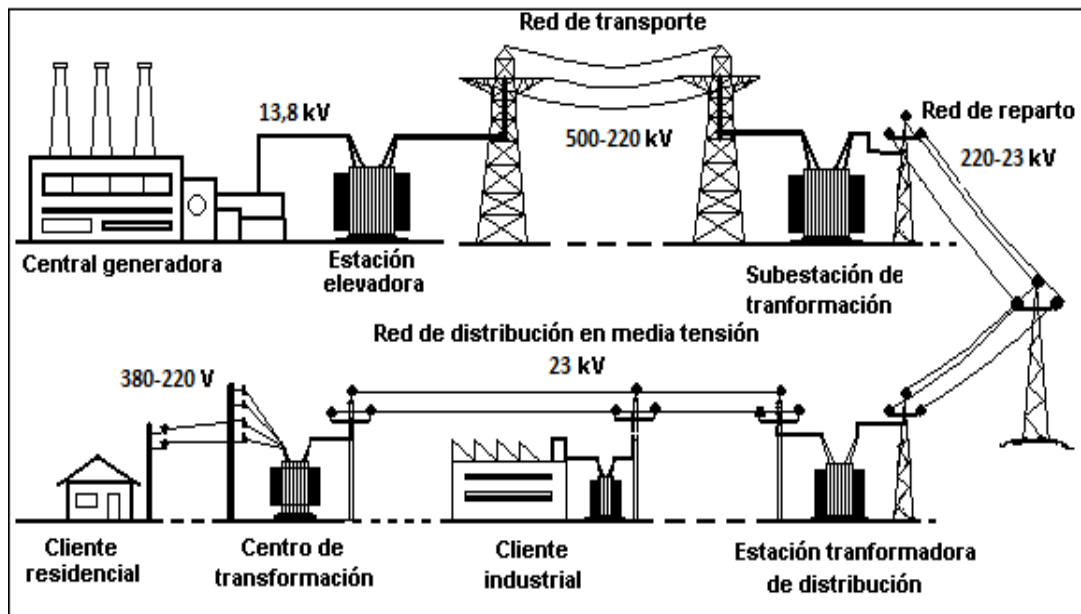 Red de transporte
13,8 kV
500-220 kV
Red de reparto
220-23 kV
Central generadora
Estación
elevadora
Subestación de
tranformación
Red de distribución en media tensión
23 kV
380-220 V
Cliente
residencial
Centro de
transformación
Cliente
industrial
Estación tranformadora
de distribución